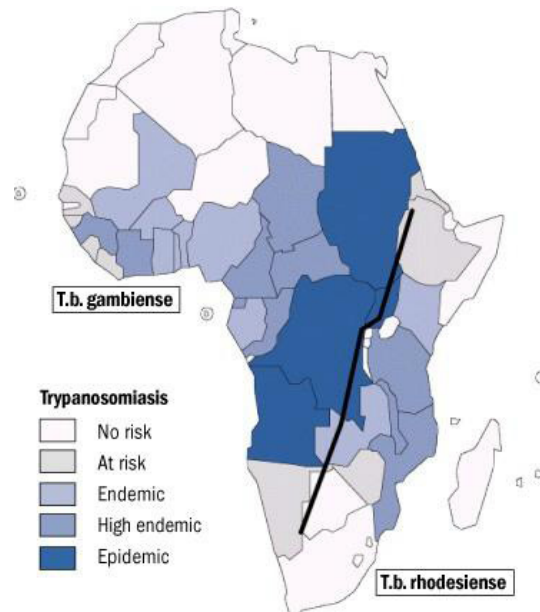 T.b. gambiense
Trypanosomiasis
No risk
At risk
Endemic
High endemic
Epidemic
T.b. rhodesiense